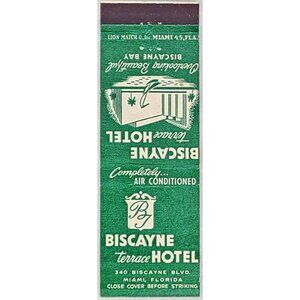 LION MATCH C., Inc. MIAMI 45, FLA.
Overlooking Beautiful
BISCAYNE BAY
BISCAYNE
terrace HOTEL
Completely...
AIR CONDITIONED
BT
BISCAYNE
terrace HOTEL
340 BISCAYNE BLVD.
MIAMI, FLORIDA
CLOSE COVER BEFORE STRIKING